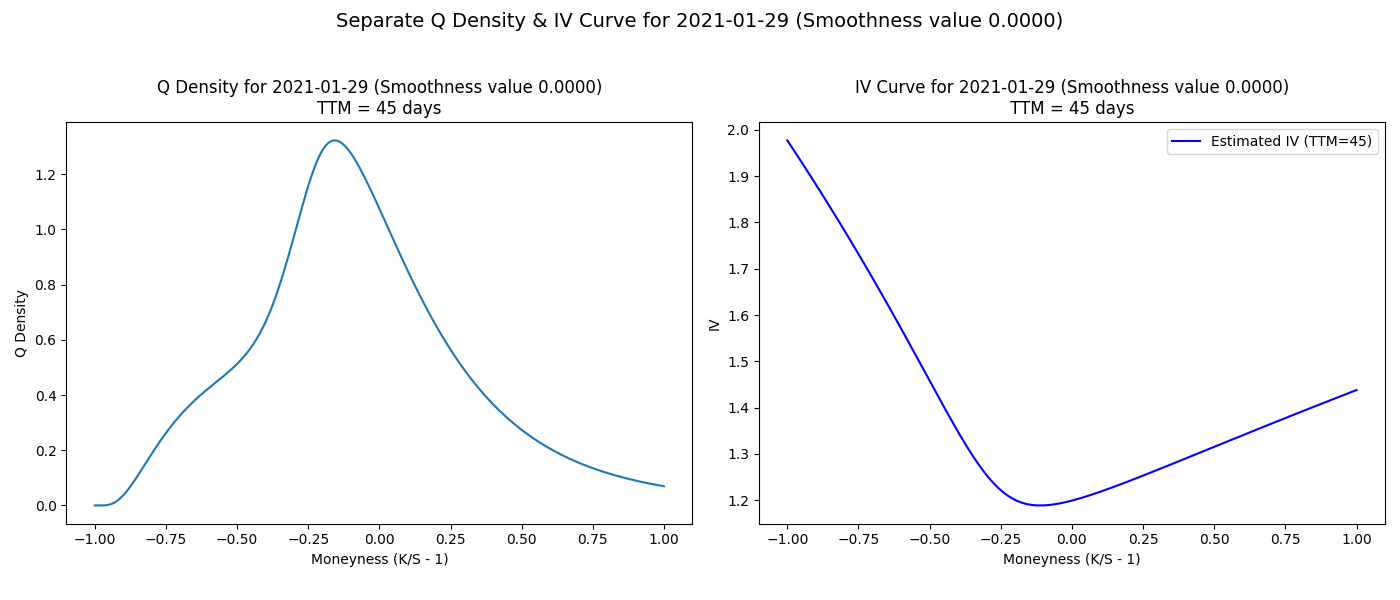 Separate Q Density & IV Curve for 2021-01-29 (Smoothness value 0.0000)
Q Density for 2021-01-29 (Smoothness value 0.0000)
TTM = 45 days
Q Density
1.2
1.0
0.8
0.6
0.4
0.2
0.0
−1.00 −0.75 −0.50 −0.25 0.00 0.25 0.50 0.75 1.00
Moneyness (K/S - 1)
IV Curve for 2021-01-29 (Smoothness value 0.0000)
TTM = 45 days
Estimated IV (TTM=45)
IV
2.0
1.9
1.8
1.7
1.6
1.5
1.4
1.3
1.2
−1.00 −0.75 −0.50 −0.25 0.00 0.25 0.50 0.75 1.00
Moneyness (K/S - 1)